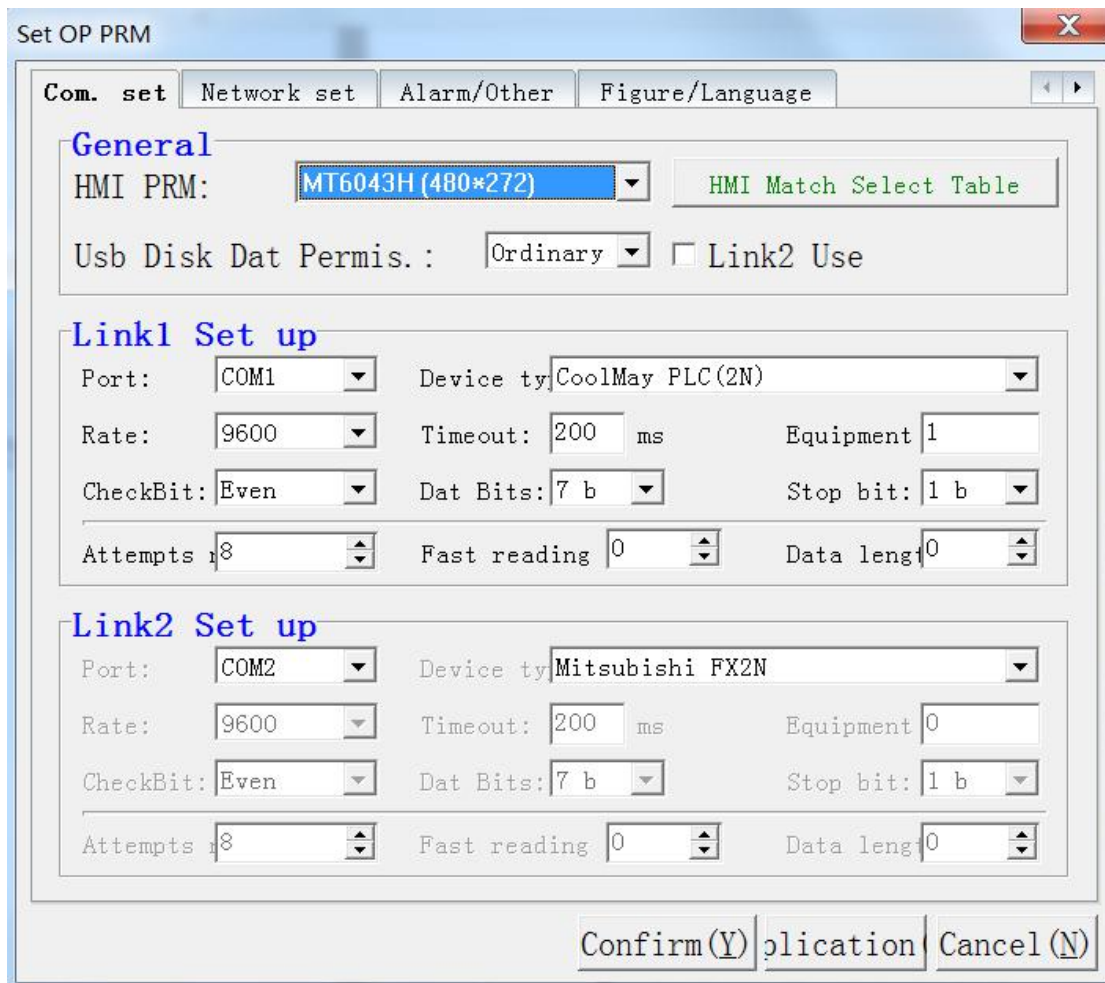 Set OP PRM
Com. set Network set Alarm/Other Figure/Language
General
HMI PRM: MT6043H (480*272) HMI Match Select Table
Usb Disk Dat Permis.: Ordinary Link2 Use
Link1 Set up
Port: COM1 Device ty CoolMay PLC(2N)
Rate: 9600 Timeout: 200 ms Equipment 1
CheckBit: Even Dat Bits: 7 b Stop bit: 1 b
Attempts 8 Fast reading 0 Data leng 0
Link2 Set up
Port: COM2 Device ty Mitsubishi FX2N
Rate: 9600 Timeout: 200 ms Equipment 0
CheckBit: Even Dat Bits: 7 b Stop bit: 1 b
Attempts 8 Fast reading 0 Data leng 0
Confirm(Y) plication( Cancel(N)